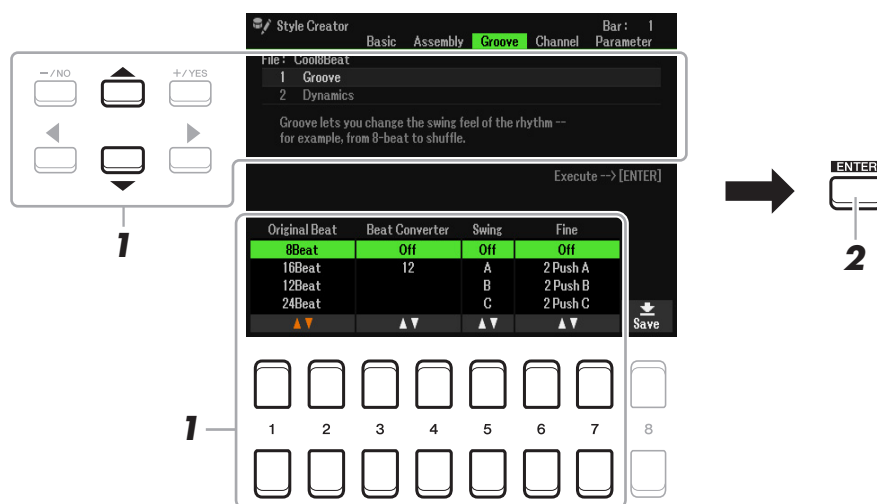 Style Creator
Bar: 1
Basic Assembly Groove Channel Parameter
File: Cool8Beat
1 Groove
2 Dynamics
Groove lets you change the swing feel of the rhythm --
for example, from 8-beat to shuffle.
Execute --> [ENTER]
-/NO
+/YES
1
ENTER
2
Original Beat Beat Converter Swing Fine
8Beat Off Off Off
16Beat 12 A 2 Push A
12Beat B 2 Push B
24Beat C 2 Push C
Save
1
1 2 3 4 5 6 7 8